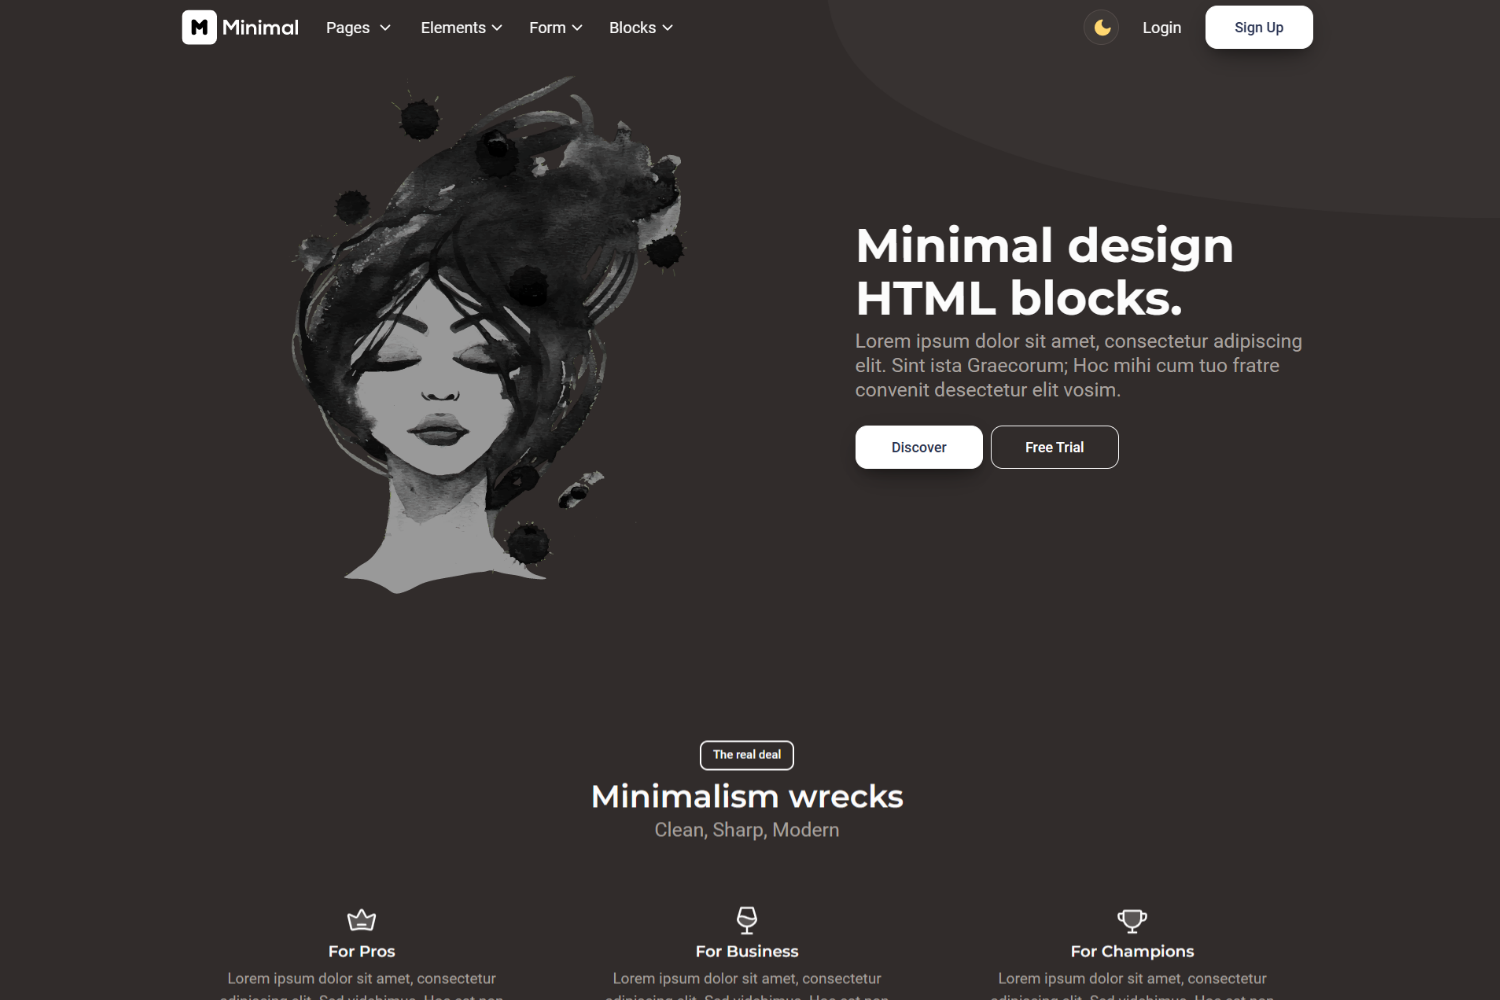 M Minimal Pages Elements Form Blocks Login Sign Up
Minimal design
HTML blocks.
Lorem ipsum dolor sit amet, consectetur adipiscing
elit. Sint ista Graecorum; Hoc mihi cum tuo fratre
convenit desectetur elit vosim.
Discover Free Trial
The real deal
Minimalism wrecks
Clean, Sharp, Modern
For Pros
Lorem ipsum dolor sit amet, consectetur
For Business
Lorem ipsum dolor sit amet, consectetur
For Champions
Lorem ipsum dolor sit amet, consectetur